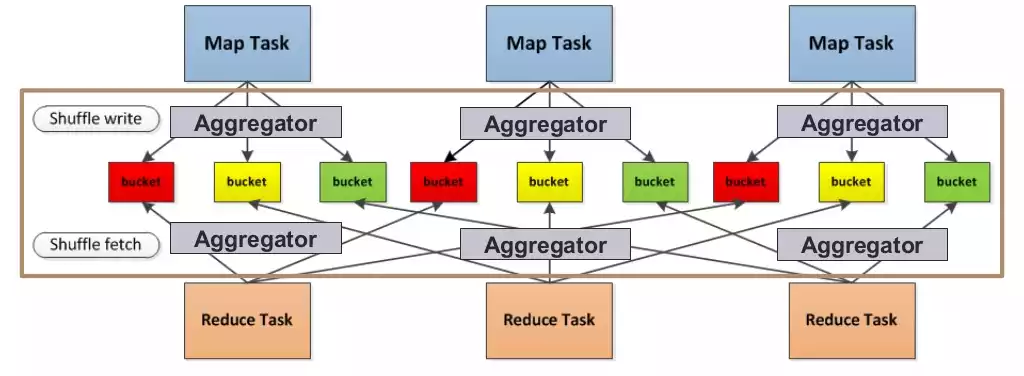 Map Task
Map Task
Map Task
Shuffle write
Aggregator
Aggregator
Aggregator
bucket
bucket
bucket
bucket
bucket
bucket
bucket
bucket
bucket
Shuffle fetch
Aggregator
Aggregator
Aggregator
Reduce Task
Reduce Task
Reduce Task